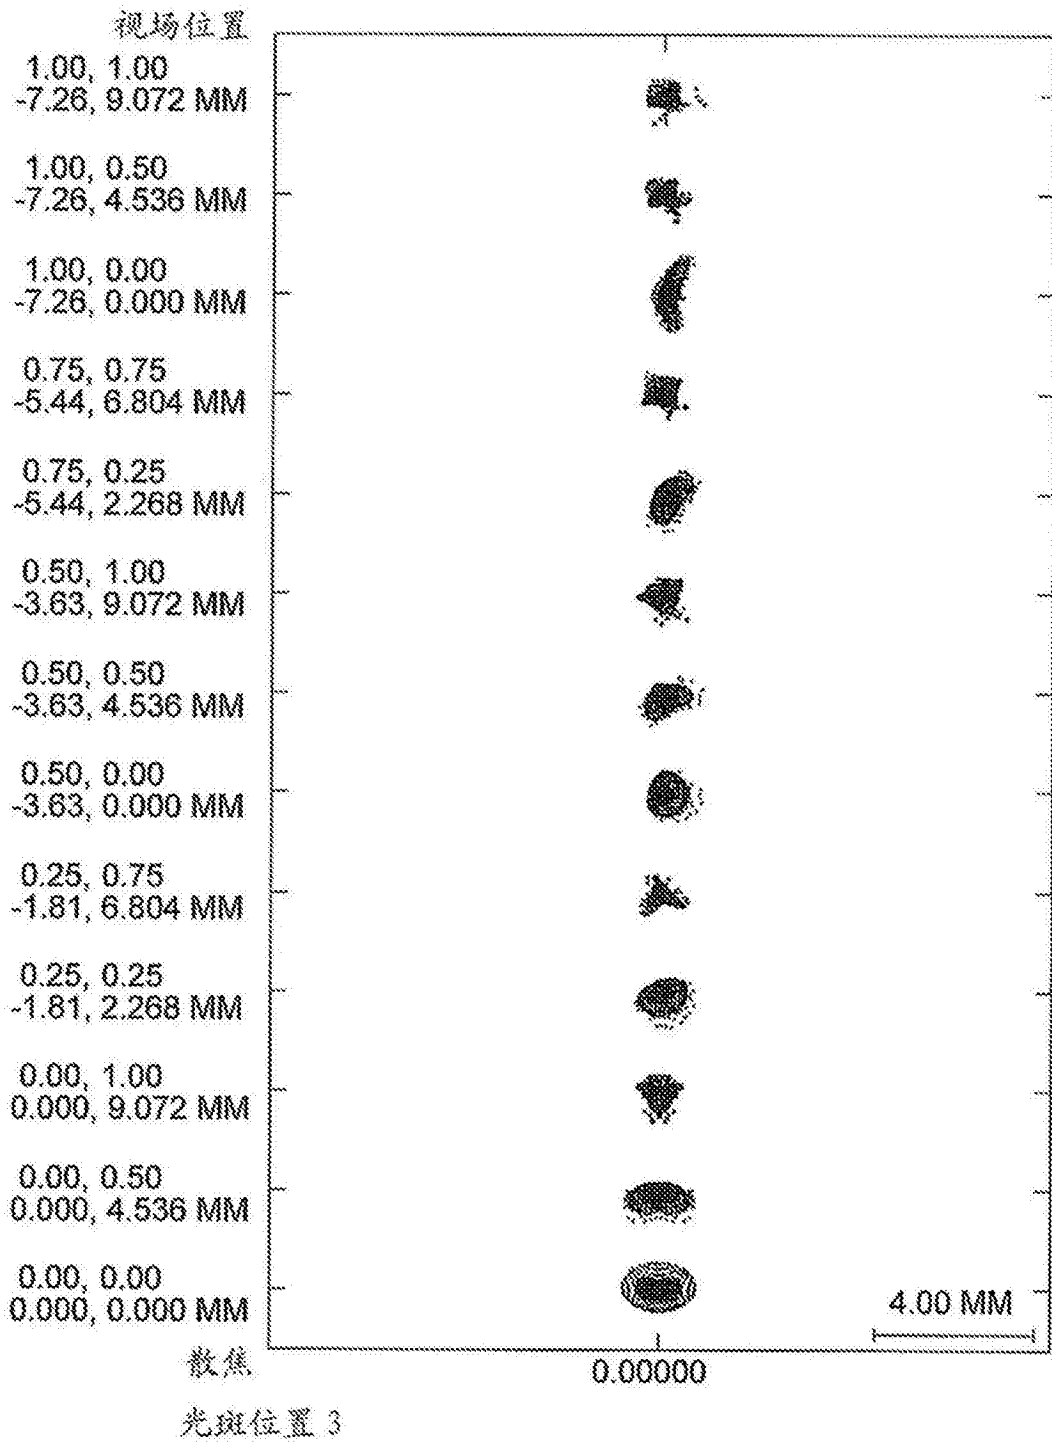 视场位置
1.00, 1.00
-7.26, 9.072 MM
1.00, 0.50
-7.26, 4.536 MM
1.00, 0.00
-7.26, 0.000 MM
0.75, 0.75
-5.44, 6.804 MM
0.75, 0.25
-5.44, 2.268 MM
0.50, 1.00
-3.63, 9.072 MM
0.50, 0.50
-3.63, 4.536 MM
0.50, 0.00
-3.63, 0.000 MM
0.25, 0.75
-1.81, 6.804 MM
0.25, 0.25
-1.81, 2.268 MM
0.00, 1.00
0.000, 9.072 MM
0.00, 0.50
0.000, 4.536 MM
0.00, 0.00
0.000, 0.000 MM
4.00 MM
散焦
0.00000
光斑位置 3